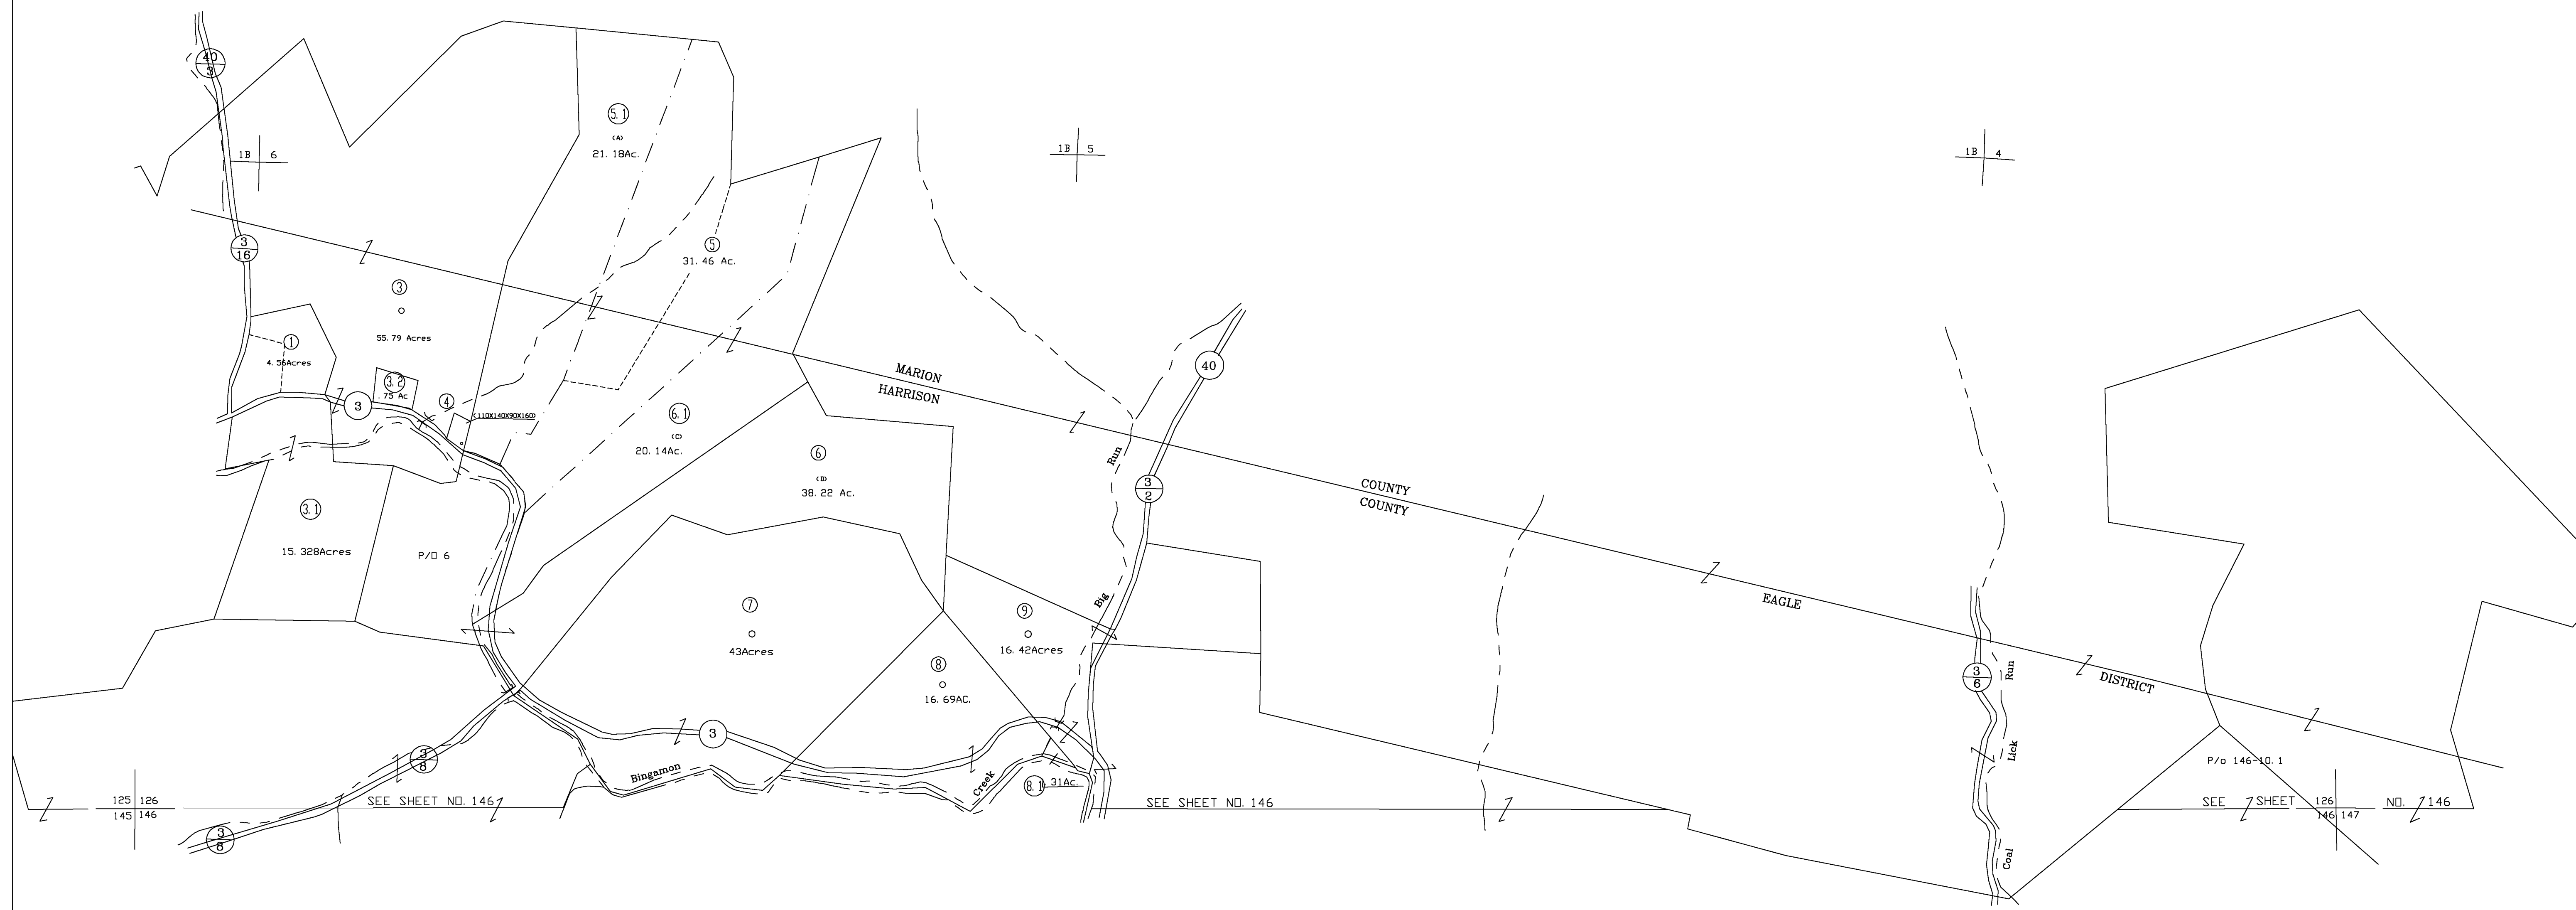 40
3
5.1
(A)
21.18Ac.
1B 6
1B 5
1B 4
3
16
5
31.46 Ac.
3
55.79 Acres
1
4.56Acres
3.2
.75 Ac
3
4
(110X140X90X160)
6.1
(C)
20.14Ac.
MARION
HARRISON
40
6
(B)
38.22 Ac.
Run
3
2
COUNTY
COUNTY
3.1
15.328Acres
P/O 6
7
43Acres
Big
9
16.42Acres
EAGLE
8
16.69AC.
3
6
Run
DISTRICT
3
3
8
Bingamon
Creek
Lick
P/o 146-10.1
8.1
.31Ac.
125 126
145 146
SEE SHEET NO. 146
SEE SHEET NO. 146
SEE SHEET NO. 146
126
146 147
3
8
Coal